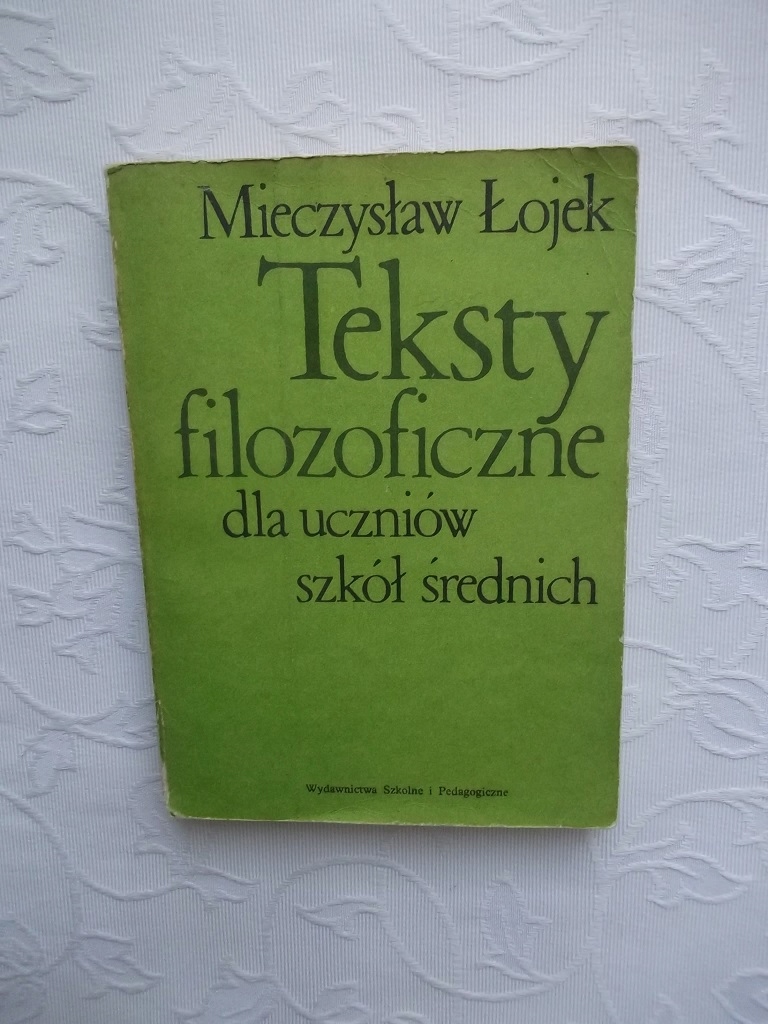 Mieczysław Łojek
Teksty
filozoficzne
dla uczniów
szkół średnich
Wydawnictwa Szkolne i Pedagogiczne